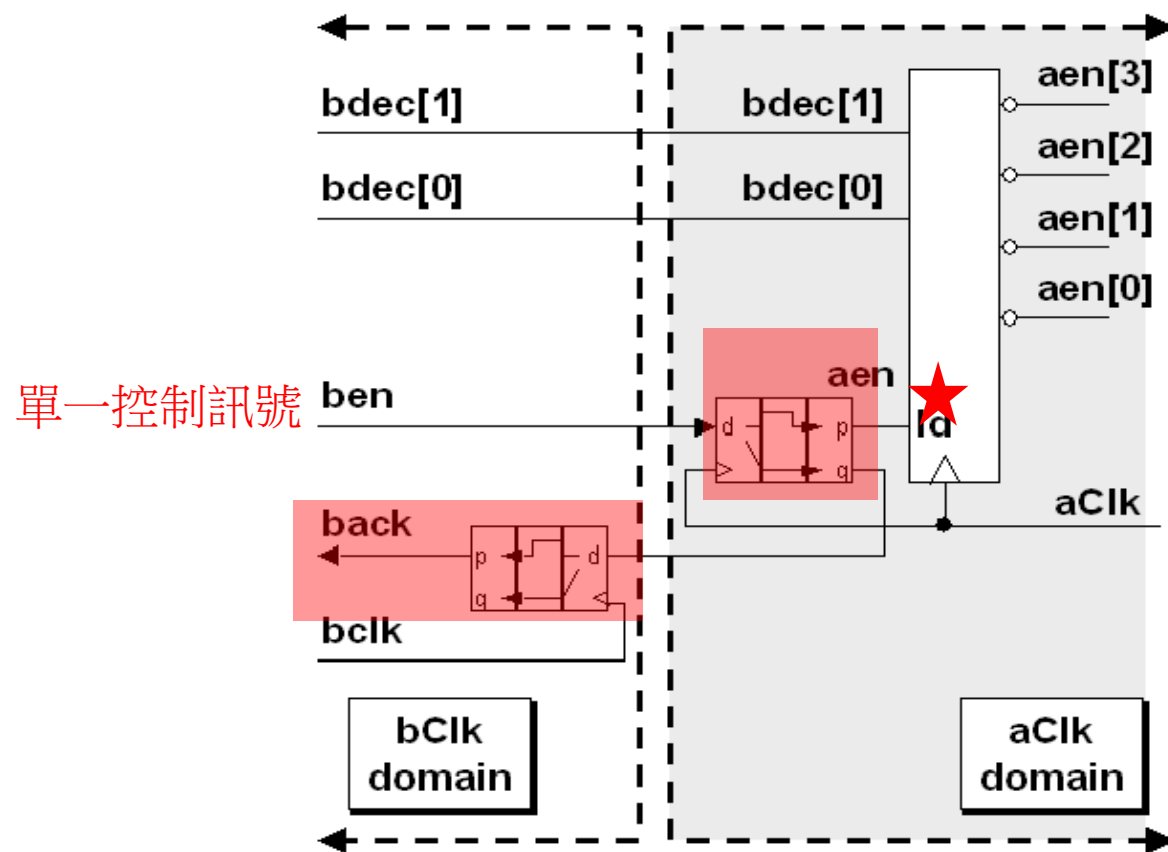 aen[3]
bdec[1] bdec[1]
aen[2]
bdec[0] bdec[0]
aen[1]
aen[0]
aen
單一控制訊號 ben
d p ld
q
aClk
back
p d
q
bclk
bClk
domain
aClk
domain